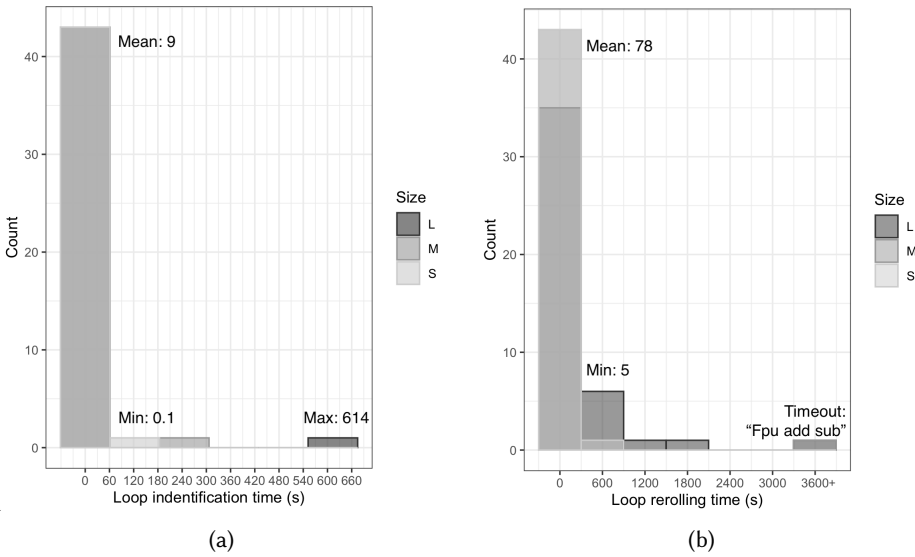 Mean: 9
Min: 0.1
Max: 614
Count
0
10
20
30
40
0 60 120 180 240 300 360 420 480 540 600 660
Loop indentification time (s)
Size
L
M
S
(a)
Mean: 78
Min: 5
Timeout:
“Fpu add sub”
Count
0
10
20
30
40
0 600 1200 1800 2400 3000 3600+
Loop rerolling time (s)
Size
L
M
S
(b)